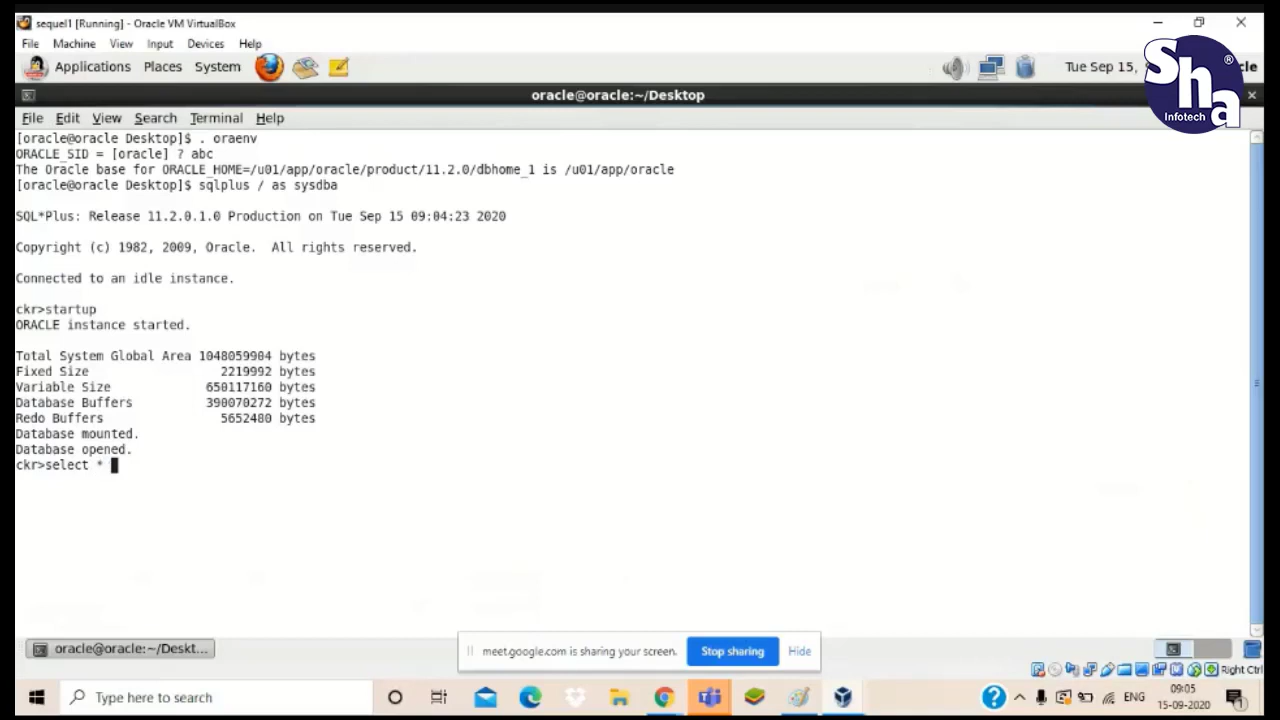 sequel1 [Running] - Oracle VM VirtualBox
File Machine View Input Devices Help
Applications Places System
Tue Sep 15,
cle
Sha
®
Infotech
oracle@oracle:~/Desktop
File Edit View Search Terminal Help
[oracle@oracle Desktop]$ . oraenv
ORACLE_SID = [oracle] ? abc
The Oracle base for ORACLE_HOME=/u01/app/oracle/product/11.2.0/dbhome_1 is /u01/app/oracle
[oracle@oracle Desktop]$ sqlplus / as sysdba
SQL*Plus: Release 11.2.0.1.0 Production on Tue Sep 15 09:04:23 2020
Copyright (c) 1982, 2009, Oracle.  All rights reserved.
Connected to an idle instance.
ckr>startup
ORACLE instance started.
Total System Global Area 1048059904 bytes
Fixed Size 2219992 bytes
Variable Size 650117160 bytes
Database Buffers 390070272 bytes
Redo Buffers 5652480 bytes
Database mounted.
Database opened.
ckr>select *
oracle@oracle:~/Deskt...
meet.google.com is sharing your screen. Stop sharing Hide
Right Ctrl
Type here to search
ENG
09:05
15-09-2020